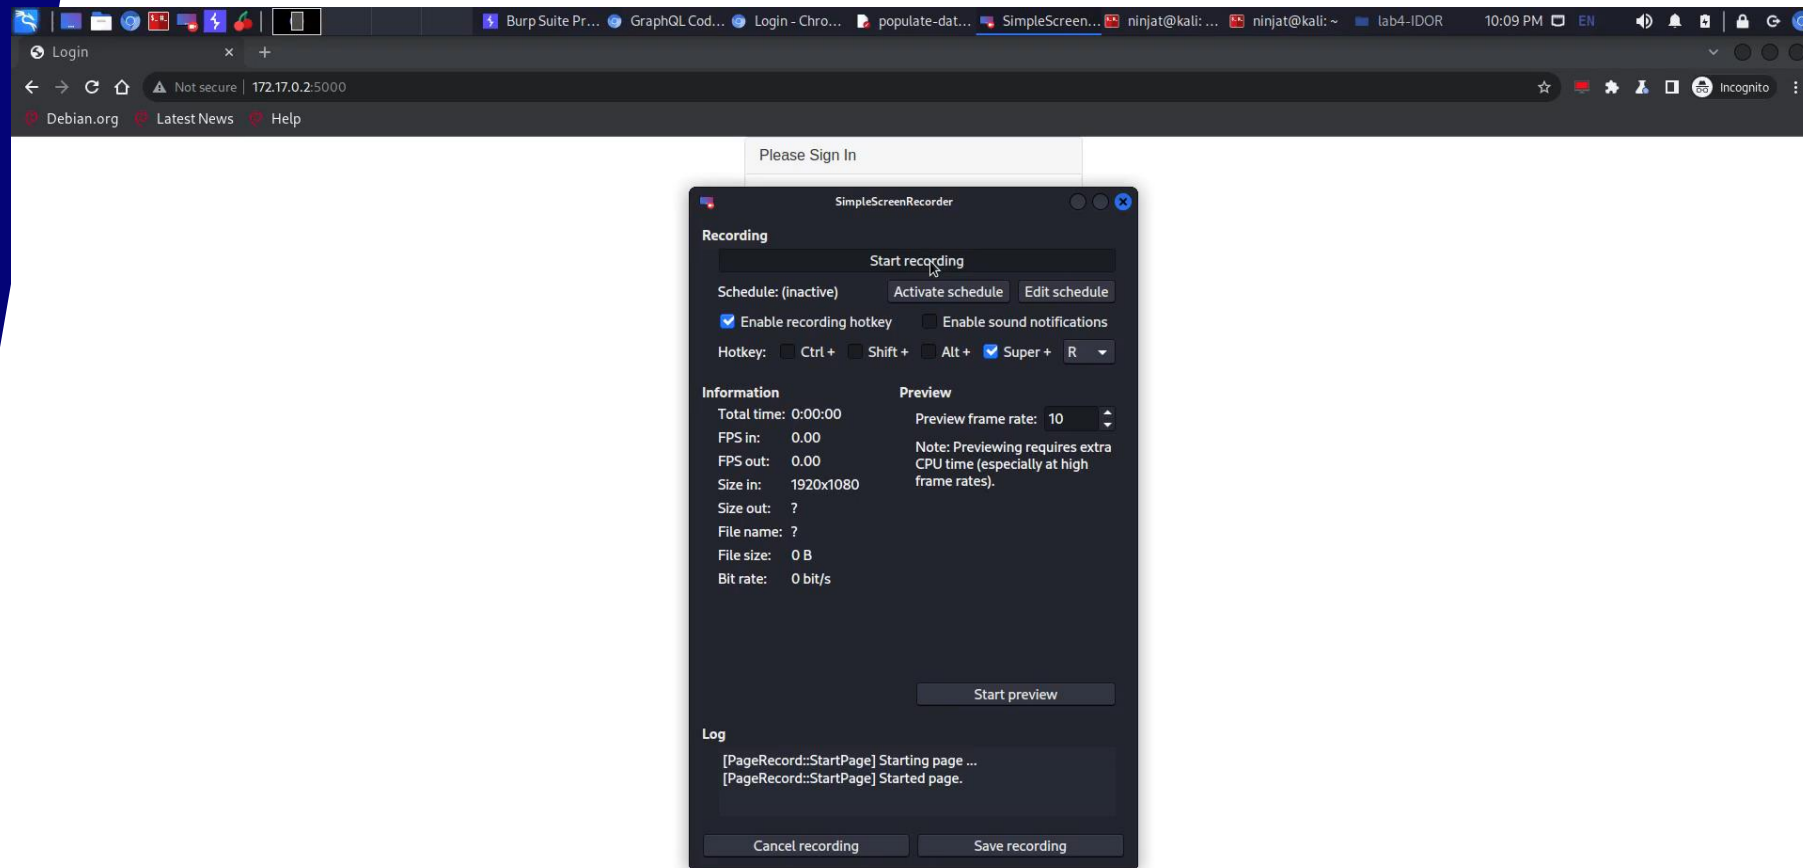 Burp Suite Pr... GraphQL Cod... Login - Chro... populate-dat... SimpleScreen... ninjat@kali: ... ninjat@kali: ~ lab4-IDOR 10:09 PM EN
Login
Not secure 172.17.0.2:5000 Incognito
Debian.org Latest News Help
Please Sign In
SimpleScreenRecorder
Recording
Start recording
Schedule: (inactive) Activate schedule Edit schedule
Enable recording hotkey Enable sound notifications
Hotkey: Ctrl + Shift + Alt + Super + R
Information Preview
Total time: 0:00:00 Preview frame rate: 10
FPS in: 0.00 Note: Previewing requires extra
FPS out: 0.00 CPU time (especially at high
Size in: 1920x1080 frame rates).
Size out: ?
File name: ?
File size: 0 B
Bit rate: 0 bit/s
Start preview
Log
[PageRecord::StartPage] Starting page ...
[PageRecord::StartPage] Started page.
Cancel recording Save recording